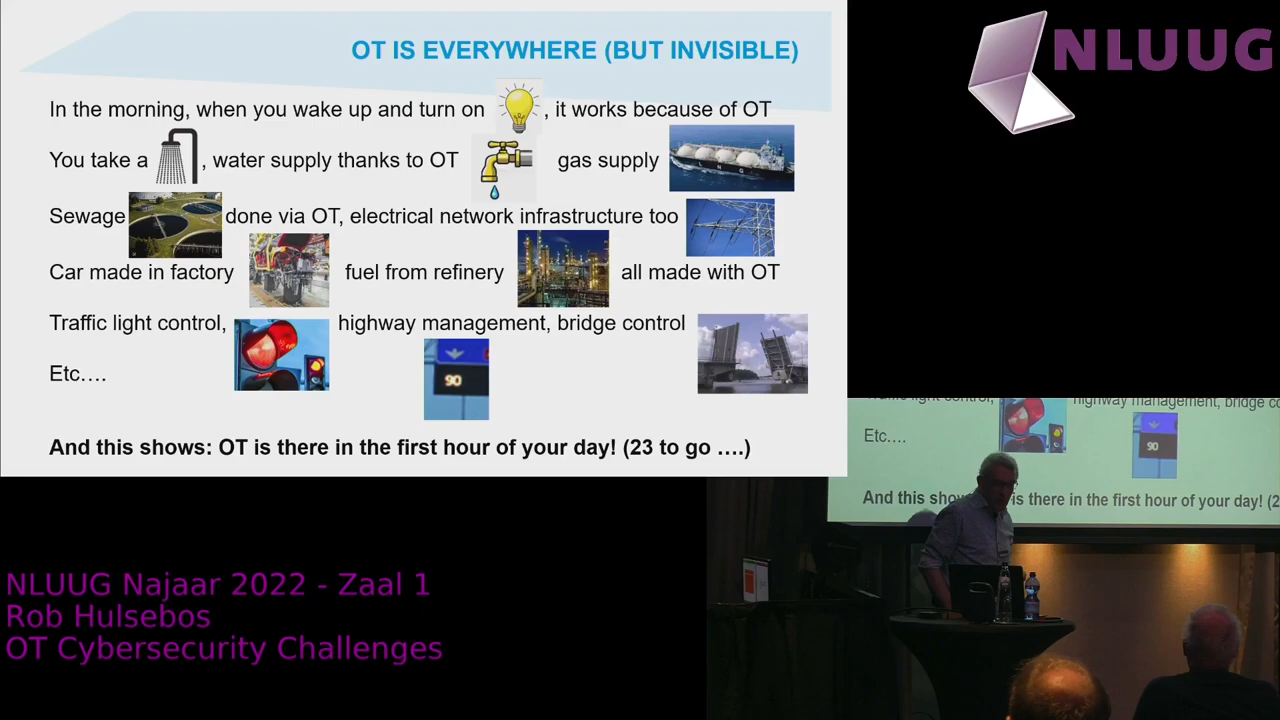 OT IS EVERYWHERE (BUT INVISIBLE)
In the morning, when you wake up and turn on , it works because of OT
You take a , water supply thanks to OT gas supply
L N G
Sewage done via OT, electrical network infrastructure too
Car made in factory fuel from refinery all made with OT
Traffic light control, highway management, bridge control
90
Etc….
And this shows: OT is there in the first hour of your day! (23 to go ….)
NLUUG
Traffic light control, highway management, bridge co
Etc….
90
And this show is there in the first hour of your day! (2
NLUUG Najaar 2022 - Zaal 1
Rob Hulsebos
OT Cybersecurity Challenges